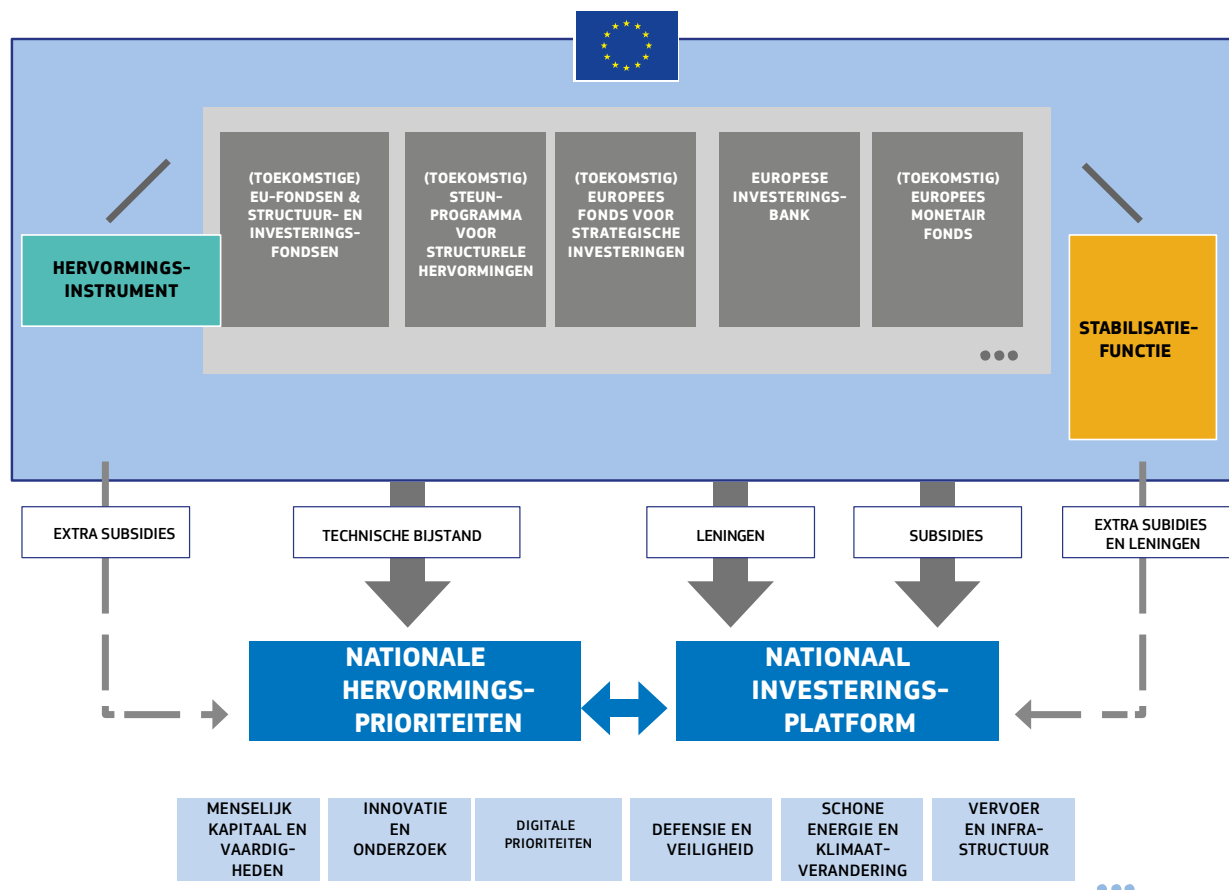 (TOEKOMSTIGE)
EU-FONDSEN &
STRUCTUUR- EN
INVESTERINGS-
FONDSEN
(TOEKOMSTIG)
STEUN-
PROGRAMMA
VOOR
STRUCTURELE
HERVORMINGEN
(TOEKOMSTIG)
EUROPEES
FONDS VOOR
STRATEGISCHE
INVESTERINGEN
EUROPESE
INVESTERINGS-
BANK
(TOEKOMSTIG)
EUROPEES
MONETAIR
FONDS
HERVORMINGS-
INSTRUMENT
STABILISATIE-
FUNCTIE
EXTRA SUBSIDIES
TECHNISCHE BIJSTAND
LENINGEN
SUBSIDIES
EXTRA SUBIDIES
EN LENINGEN
NATIONALE
HERVORMINGS-
PRIORITEITEN
NATIONAAL
INVESTERINGS-
PLATFORM
MENSELIJK
KAPITAAL EN
VAARDIG-
HEDEN
INNOVATIE
EN
ONDERZOEK
DIGITALE
PRIORITEITEN
DEFENSIE EN
VEILIGHEID
SCHONE
ENERGIE EN
KLIMAAT-
VERANDERING
VERVOER
EN INFRA-
STRUCTUUR